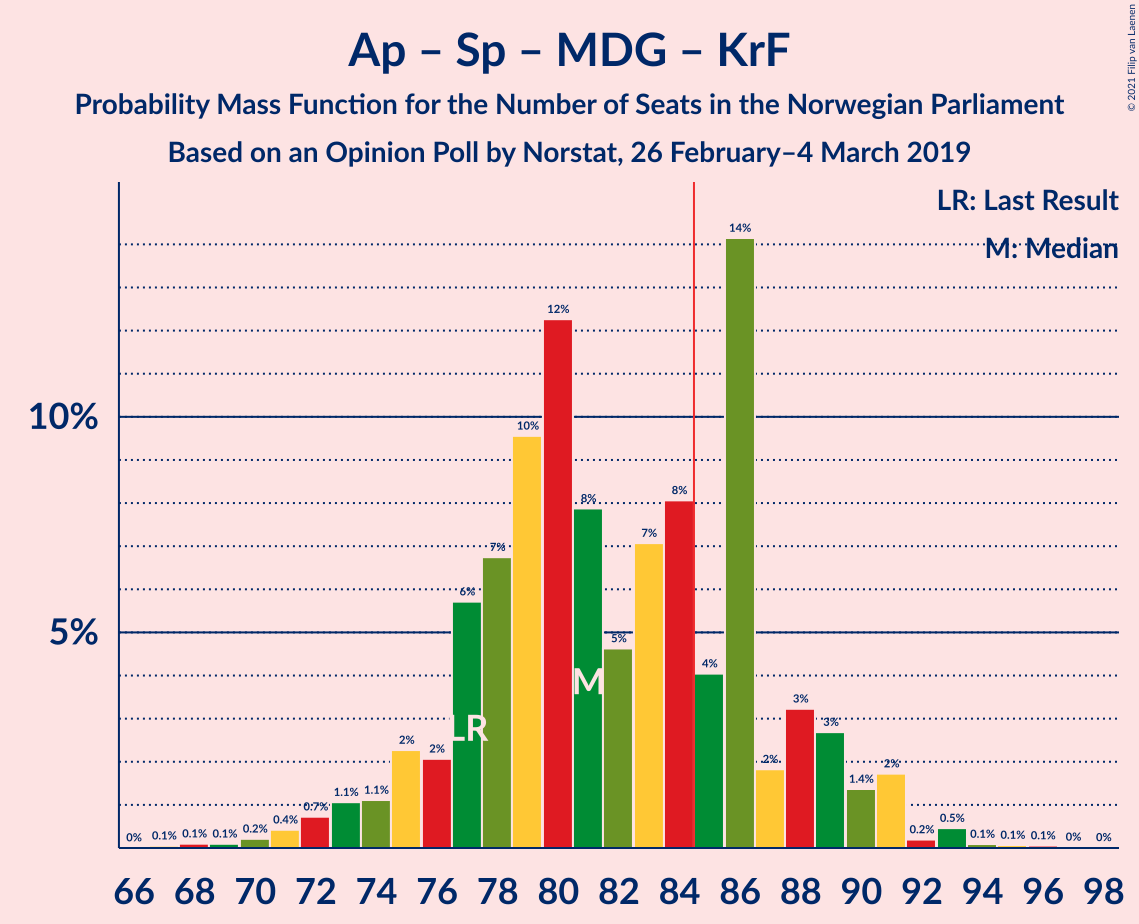 © 2021 Filip van Laenen
Ap – Sp – MDG – KrF
Probability Mass Function for the Number of Seats in the Norwegian Parliament
Based on an Opinion Poll by Norstat, 26 February–4 March 2019
LR: Last Result
M: Median
10%
5%
0% 0.1% 0.1% 0.1% 0.2% 0.4% 0.7% 1.1% 1.1% 2% 2% 6% 7% 10% 12% 8% 5% 7% 8% 4% 14% 2% 3% 3% 1.4% 2% 0.2% 0.5% 0.1% 0.1% 0.1% 0% 0%
LR
M
66 68 70 72 74 76 78 80 82 84 86 88 90 92 94 96 98